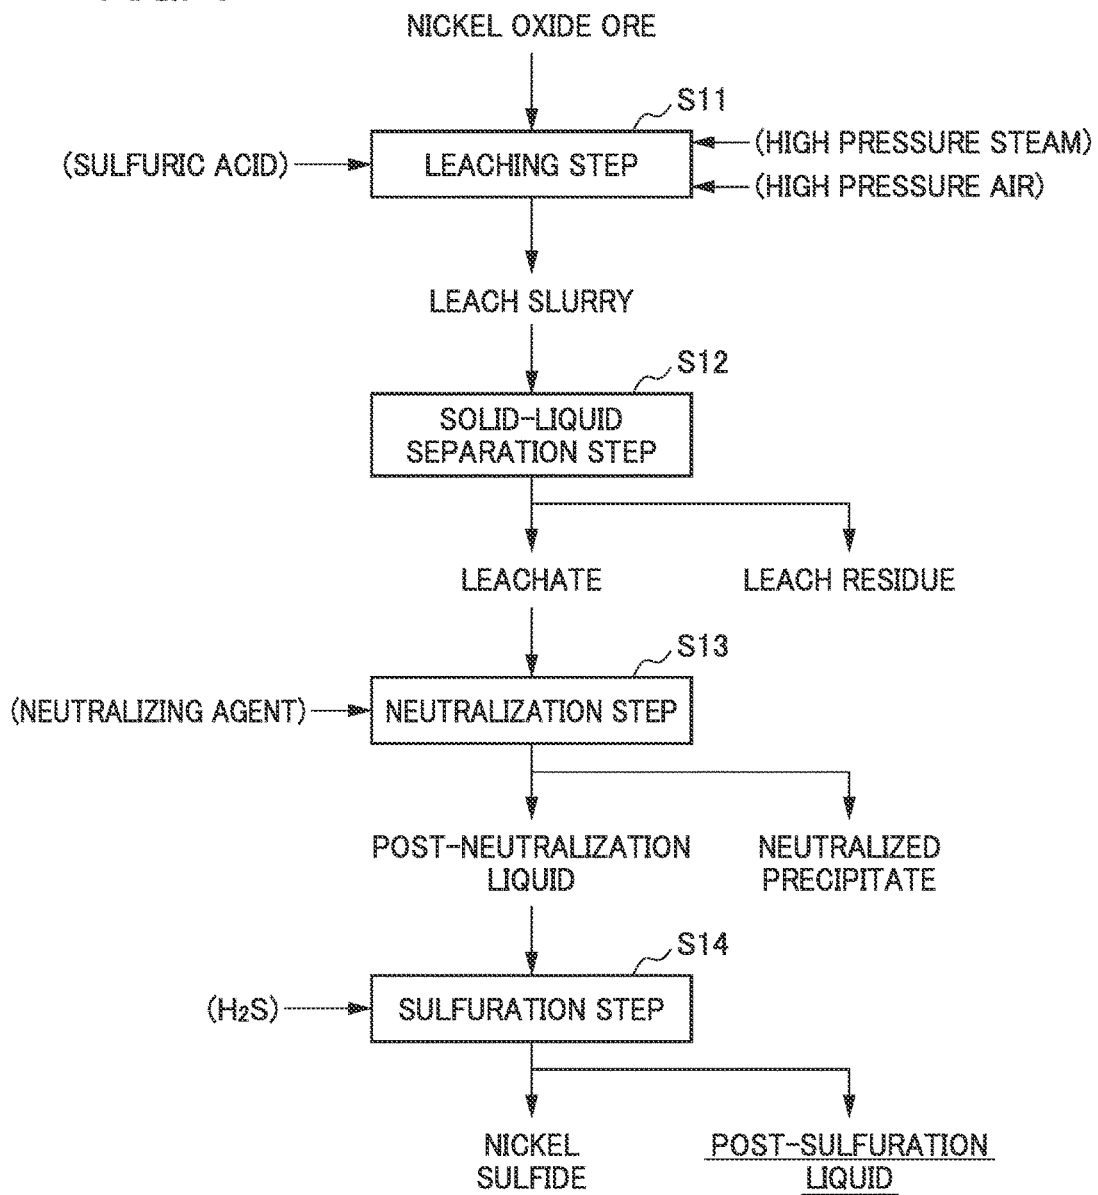 NICKEL OXIDE ORE
S11
(SULFURIC ACID)
LEACHING STEP
(HIGH PRESSURE STEAM)
(HIGH PRESSURE AIR)
LEACH SLURRY
S12
SOLID-LIQUID
SEPARATION STEP
LEACHATE
LEACH RESIDUE
S13
(NEUTRALIZING AGENT)
NEUTRALIZATION STEP
POST-NEUTRALIZATION
LIQUID
NEUTRALIZED
PRECIPITATE
S14
(H₂S)
SULFURATION STEP
NICKEL
SULFIDE
POST-SULFURATION
LIQUID